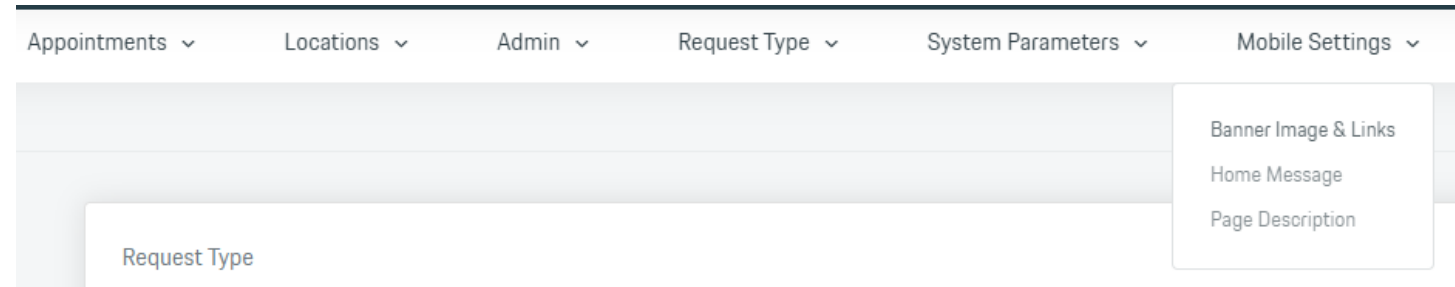 Appointments Locations Admin Request Type System Parameters Mobile Settings
Banner Image & Links
Home Message
Page Description
Request Type